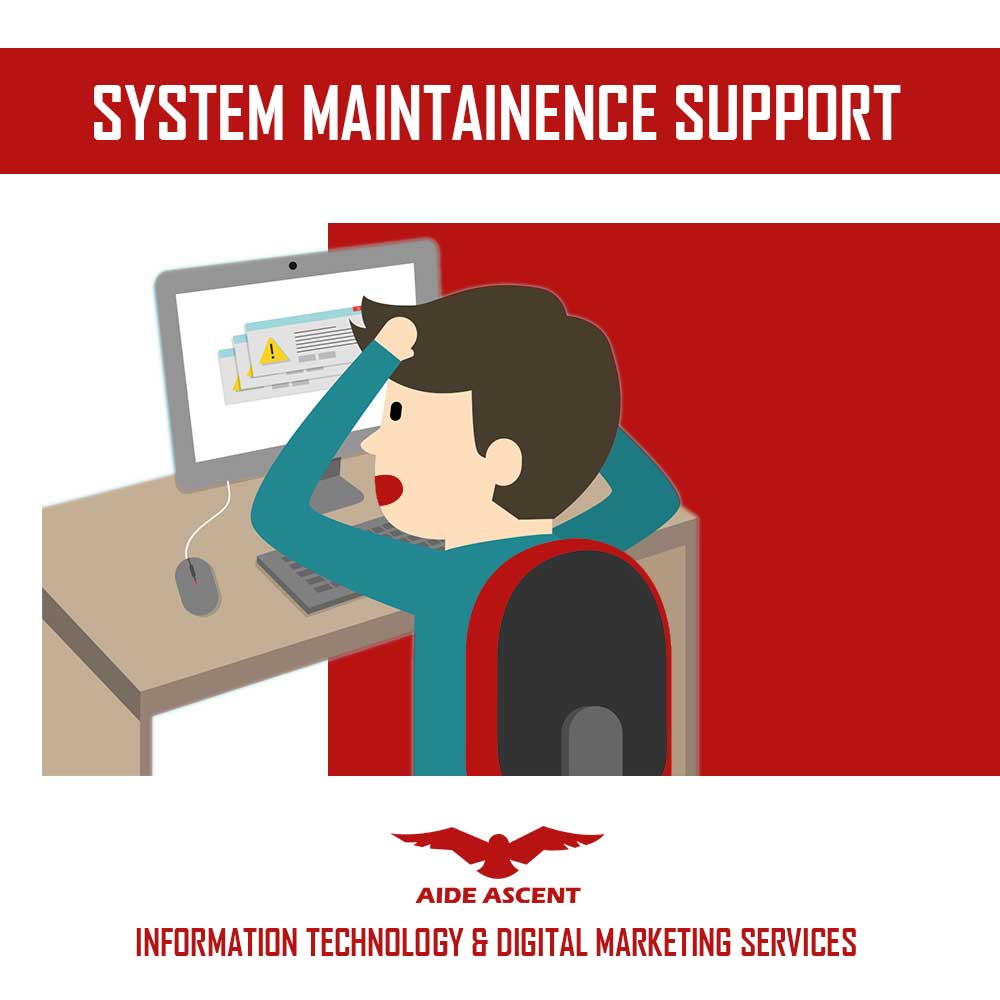 SYSTEM MAINTAINENCE SUPPORT
AIDE ASCENT
INFORMATION TECHNOLOGY & DIGITAL MARKETING SERVICES